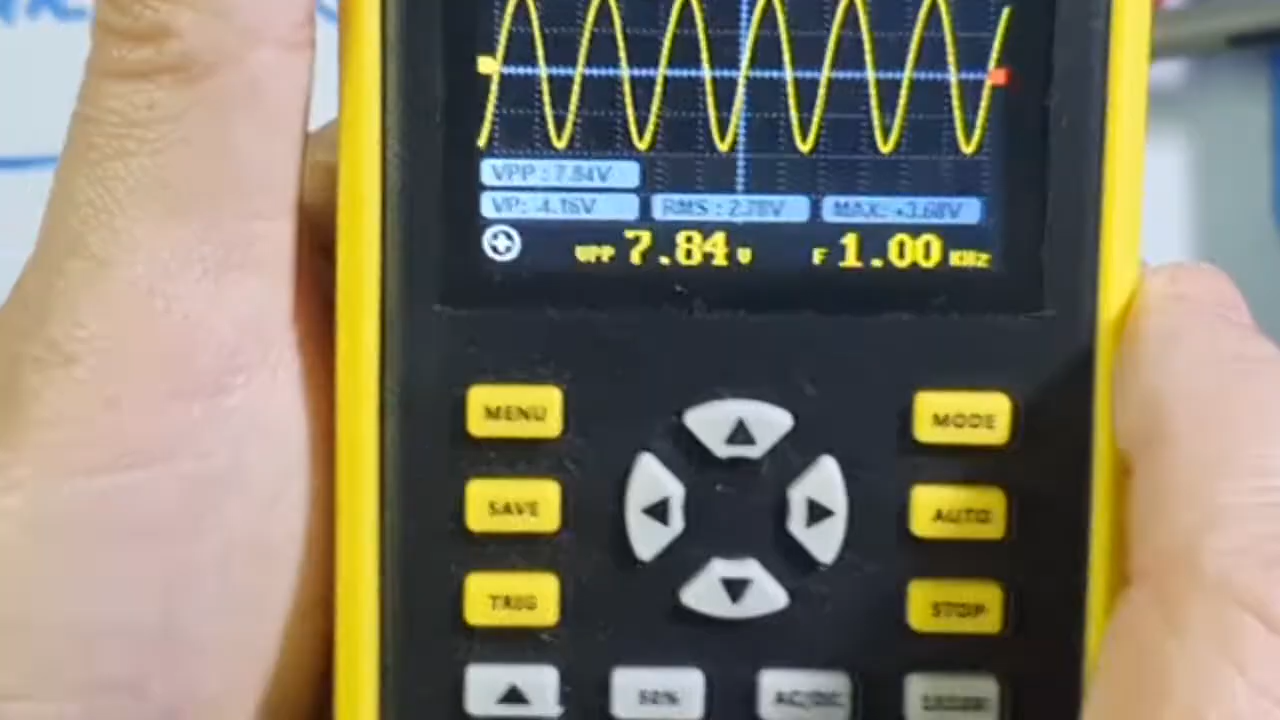 VPP : 7.84V
VP: -4.16V RMS : 2.78V MAX: +3.68V
VPP 7.84 V F 1.00 KHz
MENU MODE
SAVE AUTO
TRIG STOP
50% AC/DC